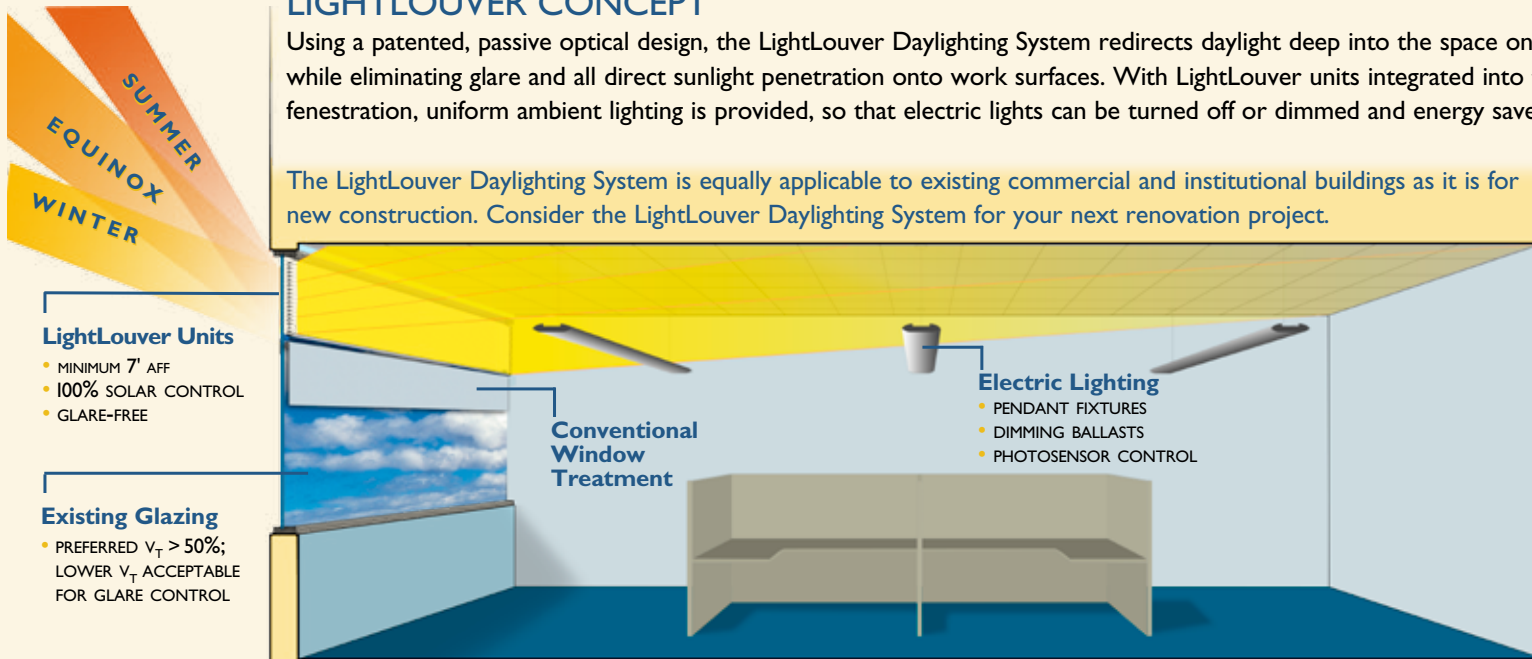 LIGHTLOUVER CONCEPT
Using a patented, passive optical design, the LightLouver Daylighting System redirects daylight deep into the space on
while eliminating glare and all direct sunlight penetration onto work surfaces. With LightLouver units integrated into
fenestration, uniform ambient lighting is provided, so that electric lights can be turned off or dimmed and energy save
The LightLouver Daylighting System is equally applicable to existing commercial and institutional buildings as it is for
new construction. Consider the LightLouver Daylighting System for your next renovation project.
SUMMER
EQUINOX
WINTER
LightLouver Units
• MINIMUM 7' AFF
• 100% SOLAR CONTROL
• GLARE-FREE
Existing Glazing
• PREFERRED V_T > 50%;
LOWER V_T ACCEPTABLE
FOR GLARE CONTROL
Conventional
Window
Treatment
Electric Lighting
• PENDANT FIXTURES
• DIMMING BALLASTS
• PHOTOSENSOR CONTROL